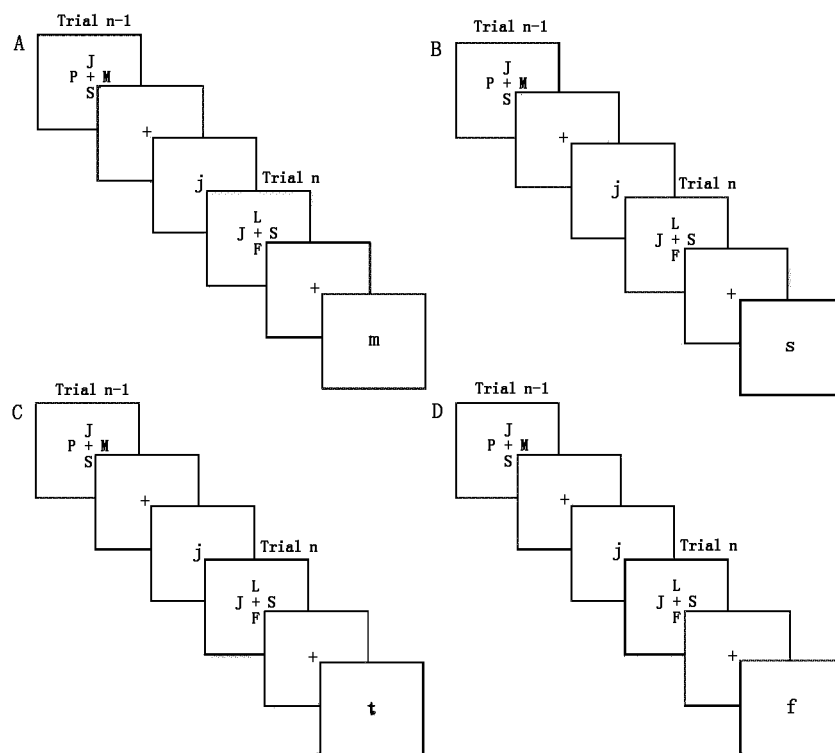 A
Trial n-1
J
P + M
S
+
j
Trial n
L
J + S
F
+
m
B
Trial n-1
J
P + M
S
+
j
Trial n
L
J + S
F
+
s
C
Trial n-1
J
P + M
S
+
j
Trial n
L
J + S
F
+
t
D
Trial n-1
J
P + M
S
+
j
Trial n
L
J + S
F
+
f